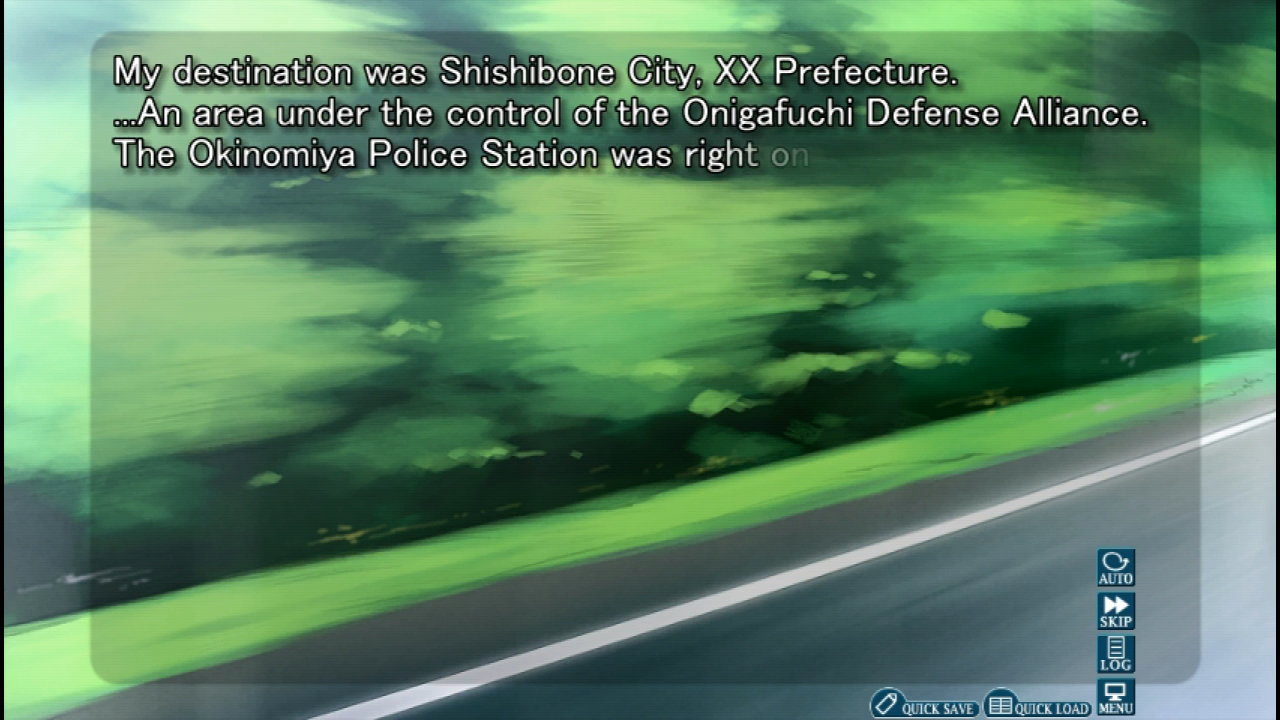 My destination was Shishibone City, XX Prefecture.
...An area under the control of the Onigafuchi Defense Alliance.
The Okinomiya Police Station was right on
AUTO
SKIP
LOG
QUICK SAVE
QUICK LOAD
MENU